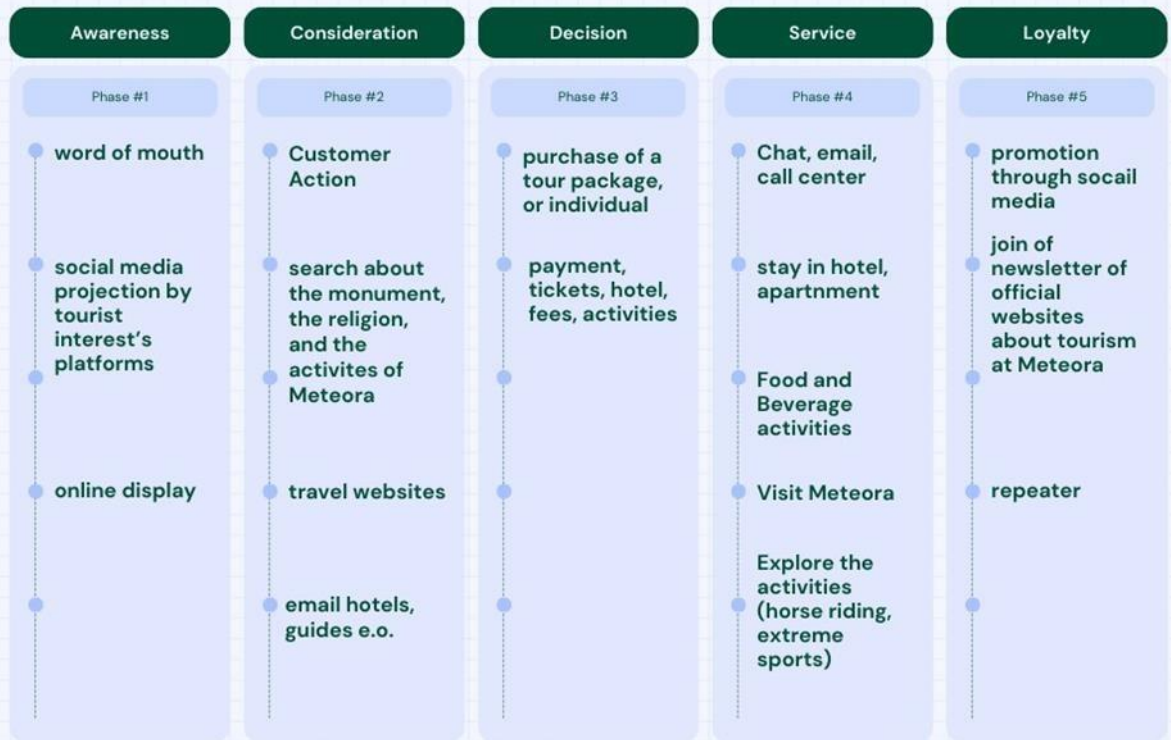 Awareness
Phase #1
word of mouth
social media
projection by
tourist
interest's
platforms
online display
Consideration
Phase #2
Customer
Action
search about
the monument,
the religion,
and the
activites of
Meteora
travel websites
email hotels,
guides e.o.
Decision
Phase #3
purchase of a
tour package,
or individual
payment,
tickets, hotel,
fees, activities
Service
Phase #4
Chat, email,
call center
stay in hotel,
apartnment
Food and
Beverage
activities
Visit Meteora
Explore the
activities
(horse riding,
extreme
sports)
Loyalty
Phase #5
promotion
through socail
media
join of
newsletter of
official
websites
about tourism
at Meteora
repeater